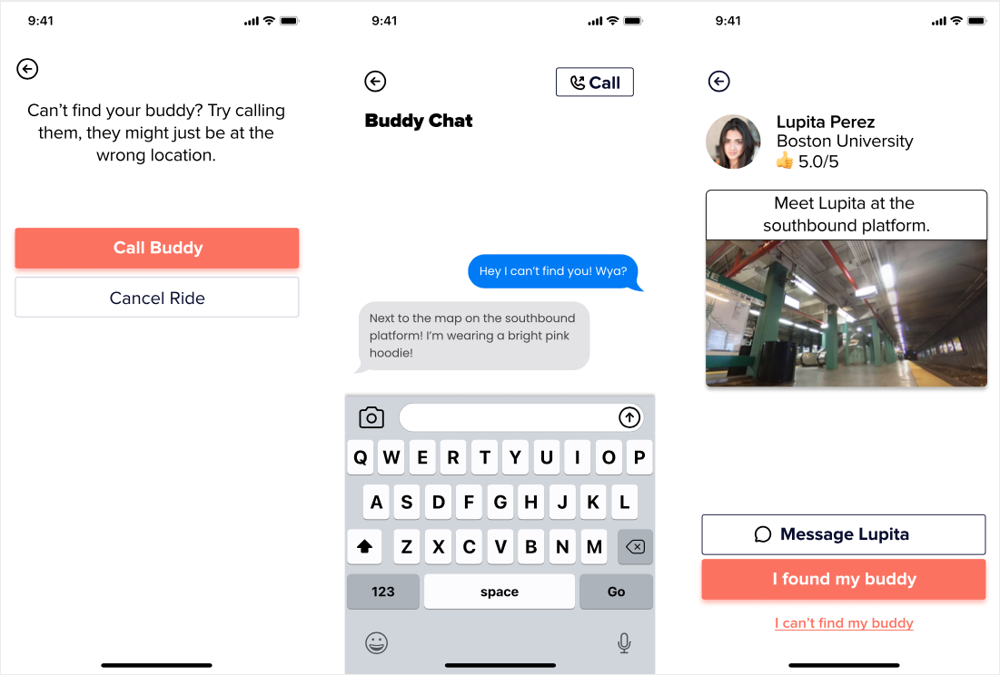 9:41
Can't find your buddy? Try calling
them, they might just be at the
wrong location.
Call Buddy
Cancel Ride
9:41
Call
Buddy Chat
Hey I can't find you! Wya?
Next to the map on the southbound
platform! I'm wearing a bright pink
hoodie!
Q W E R T Y U I O P
A S D F G H J K L
Z X C V B N M
123 space Go
9:41
Lupita Perez
Boston University
👍 5.0/5
Meet Lupita at the
southbound platform.
Message Lupita
I found my buddy
I can't find my buddy